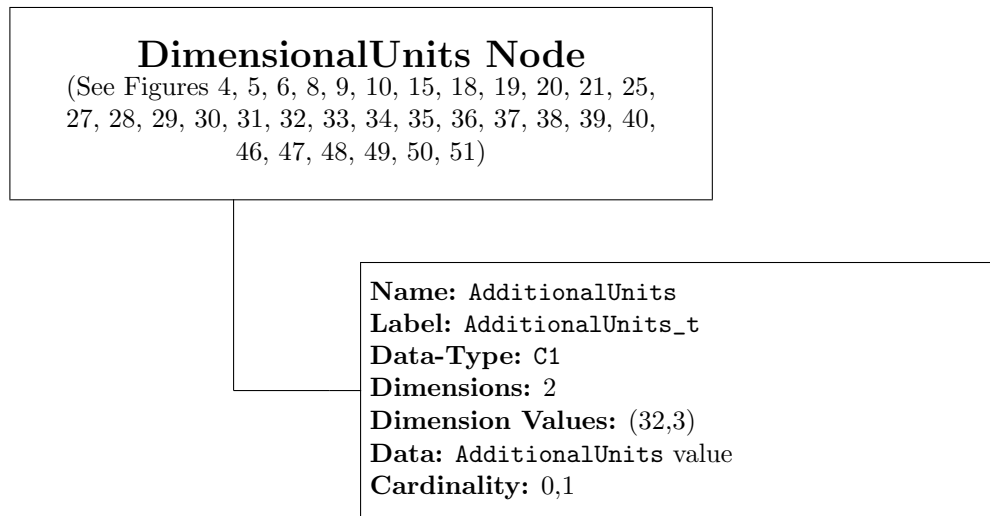 DimensionalUnits Node
(See Figures 4, 5, 6, 8, 9, 10, 15, 18, 19, 20, 21, 25,
27, 28, 29, 30, 31, 32, 33, 34, 35, 36, 37, 38, 39, 40,
46, 47, 48, 49, 50, 51)
Name: AdditionalUnits
Label: AdditionalUnits_t
Data-Type: C1
Dimensions: 2
Dimension Values: (32,3)
Data: AdditionalUnits value
Cardinality: 0,1